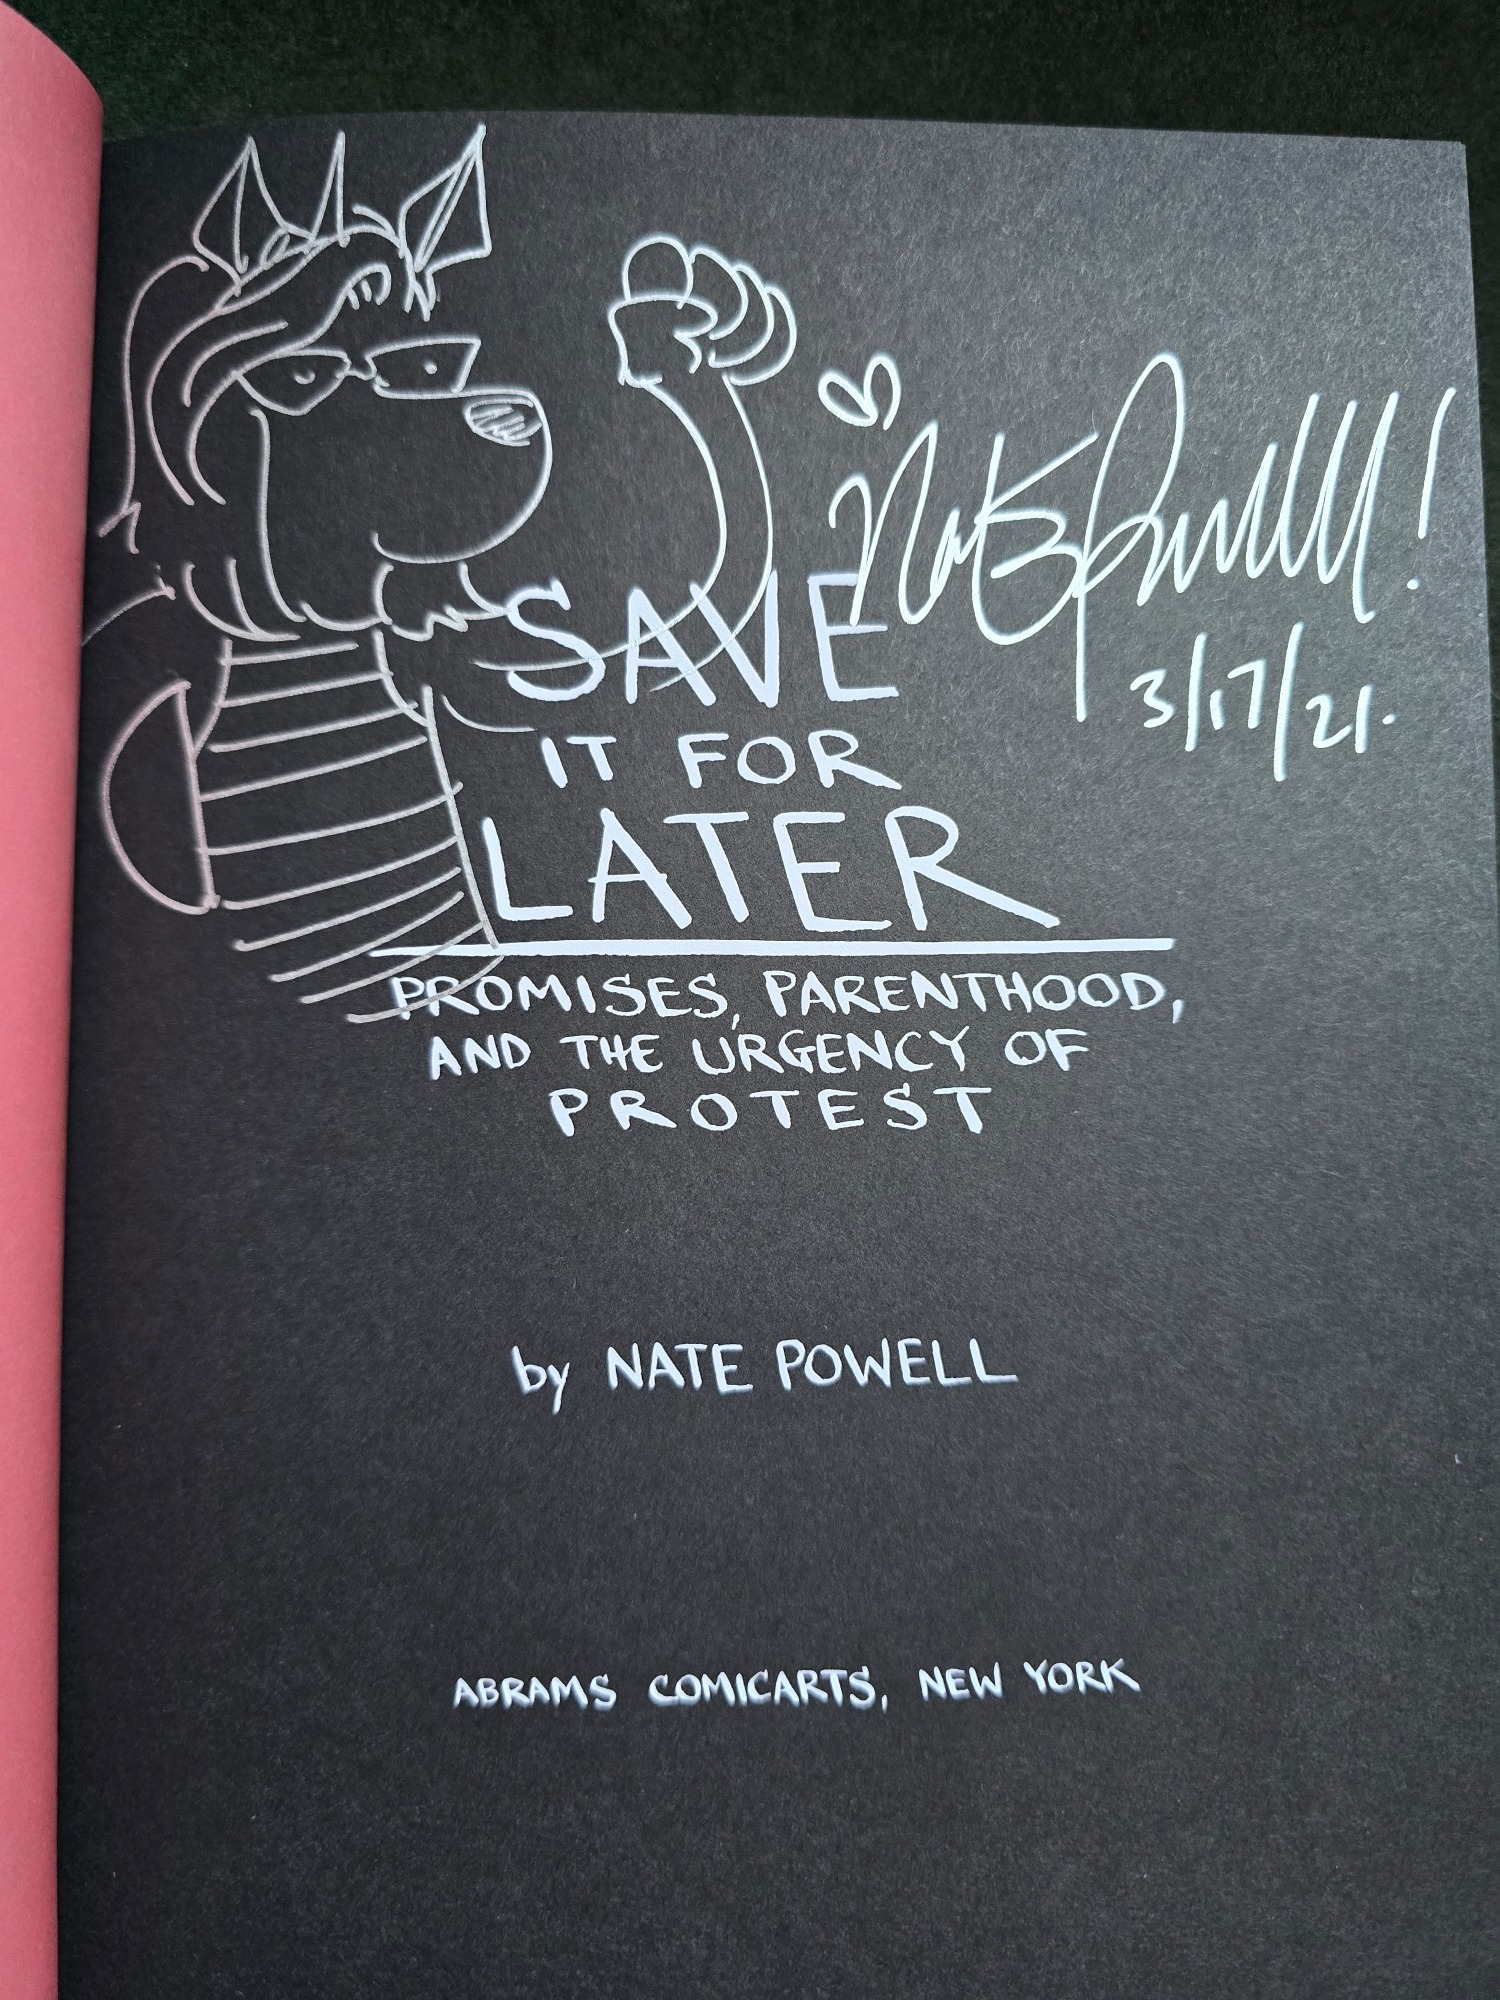 Nate Powell!
3/17/21.
SAVE
IT FOR
LATER
PROMISES, PARENTHOOD,
AND THE URGENCY OF
PROTEST
by NATE POWELL
ABRAMS COMICARTS, NEW YORK